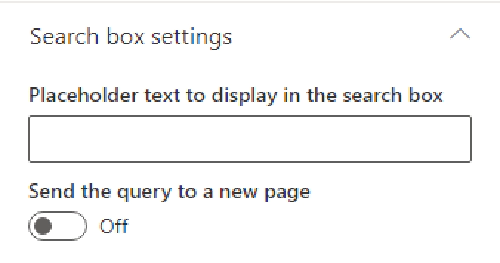 Search box settings
Placeholder text to display in the search box
Send the query to a new page
Off